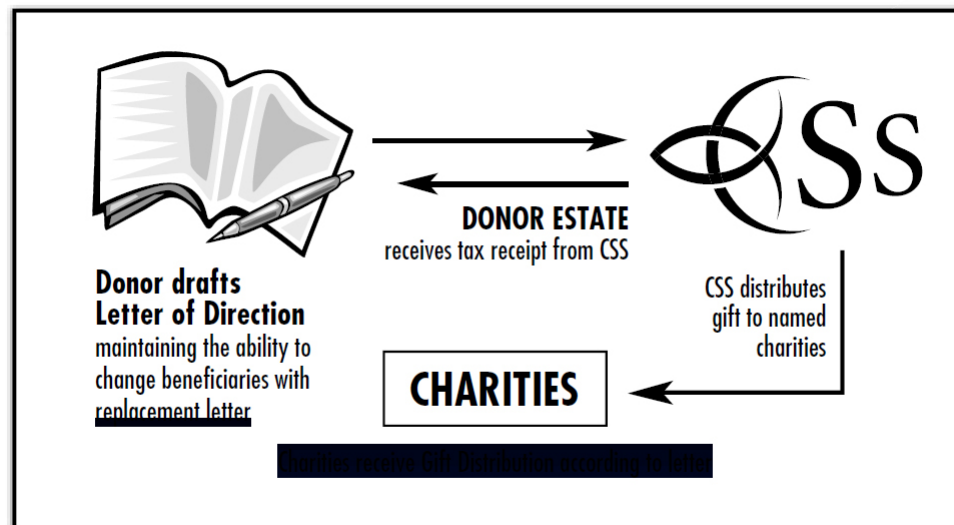 CSs
DONOR ESTATE
receives tax receipt from CSS
Donor drafts
Letter of Direction
maintaining the ability to
change beneficiaries with
replacement letter
CSS distributes
gift to named
charities
CHARITIES
Charities receive Gift Distribution according to letter